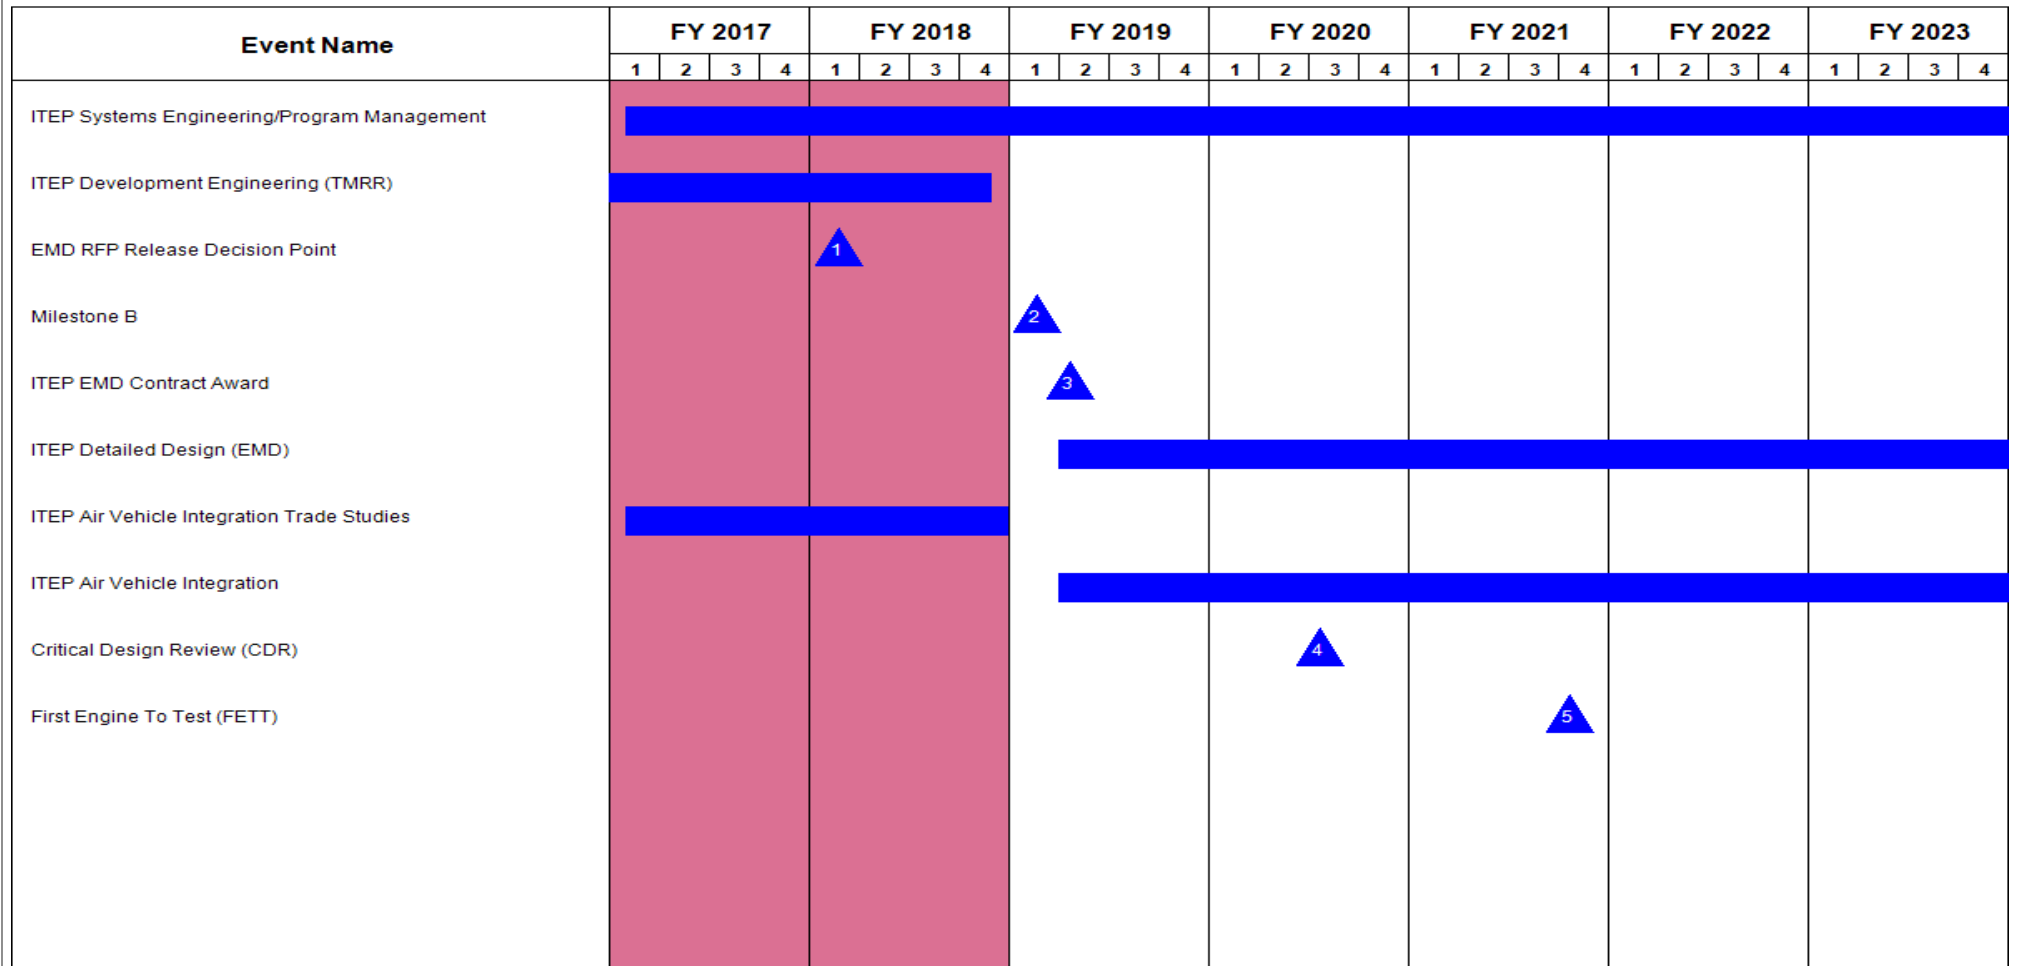 Event Name
FY 2017 FY 2018 FY 2019 FY 2020 FY 2021 FY 2022 FY 2023
1 2 3 4 1 2 3 4 1 2 3 4 1 2 3 4 1 2 3 4 1 2 3 4 1 2 3 4
ITEP Systems Engineering/Program Management
ITEP Development Engineering (TMRR)
EMD RFP Release Decision Point 1
Milestone B 2
ITEP EMD Contract Award 3
ITEP Detailed Design (EMD)
ITEP Air Vehicle Integration Trade Studies
ITEP Air Vehicle Integration
Critical Design Review (CDR) 4
First Engine To Test (FETT) 5